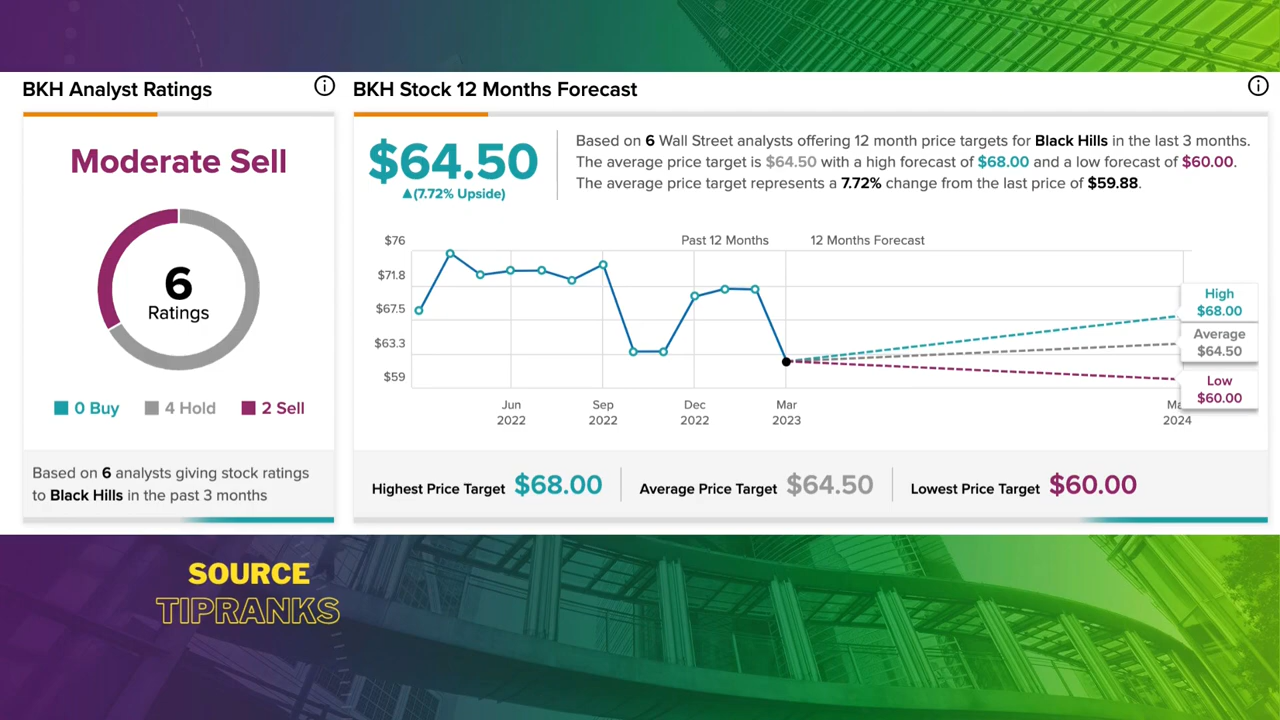 BKH Analyst Ratings
Moderate Sell
6
Ratings
0 Buy
4 Hold
2 Sell
Based on 6 analysts giving stock ratings
to Black Hills in the past 3 months
BKH Stock 12 Months Forecast
$64.50
▲(7.72% Upside)
Based on 6 Wall Street analysts offering 12 month price targets for Black Hills in the last 3 months.
The average price target is $64.50 with a high forecast of $68.00 and a low forecast of $60.00.
The average price target represents a 7.72% change from the last price of $59.88.
Past 12 Months
12 Months Forecast
$76
$71.8
$67.5
$63.3
$59
High
$68.00
Average
$64.50
Low
$60.00
Jun
2022
Sep
2022
Dec
2022
Mar
2023
Ma
2024
Highest Price Target $68.00
Average Price Target $64.50
Lowest Price Target $60.00
SOURCE
TIPRANKS